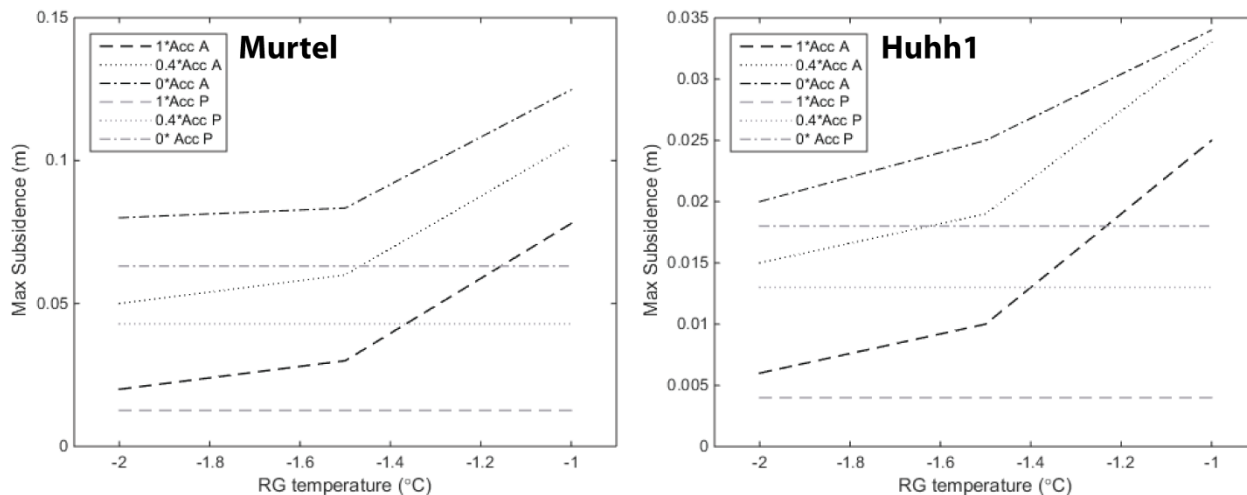 0.15
0.1
0.05
0
Max Subsidence (m)
1*Acc A
0.4*Acc A
0*Acc A
1*Acc P
0.4*Acc P
0* Acc P
Murtel
-2 -1.8 -1.6 -1.4 -1.2 -1
RG temperature (°C)
0.035
0.03
0.025
0.02
0.015
0.01
0.005
0
Max Subsidence (m)
1*Acc A
0.4*Acc A
0*Acc A
1*Acc P
0.4*Acc P
0* Acc P
Huhh1
-2 -1.8 -1.6 -1.4 -1.2 -1
RG temperature (°C)